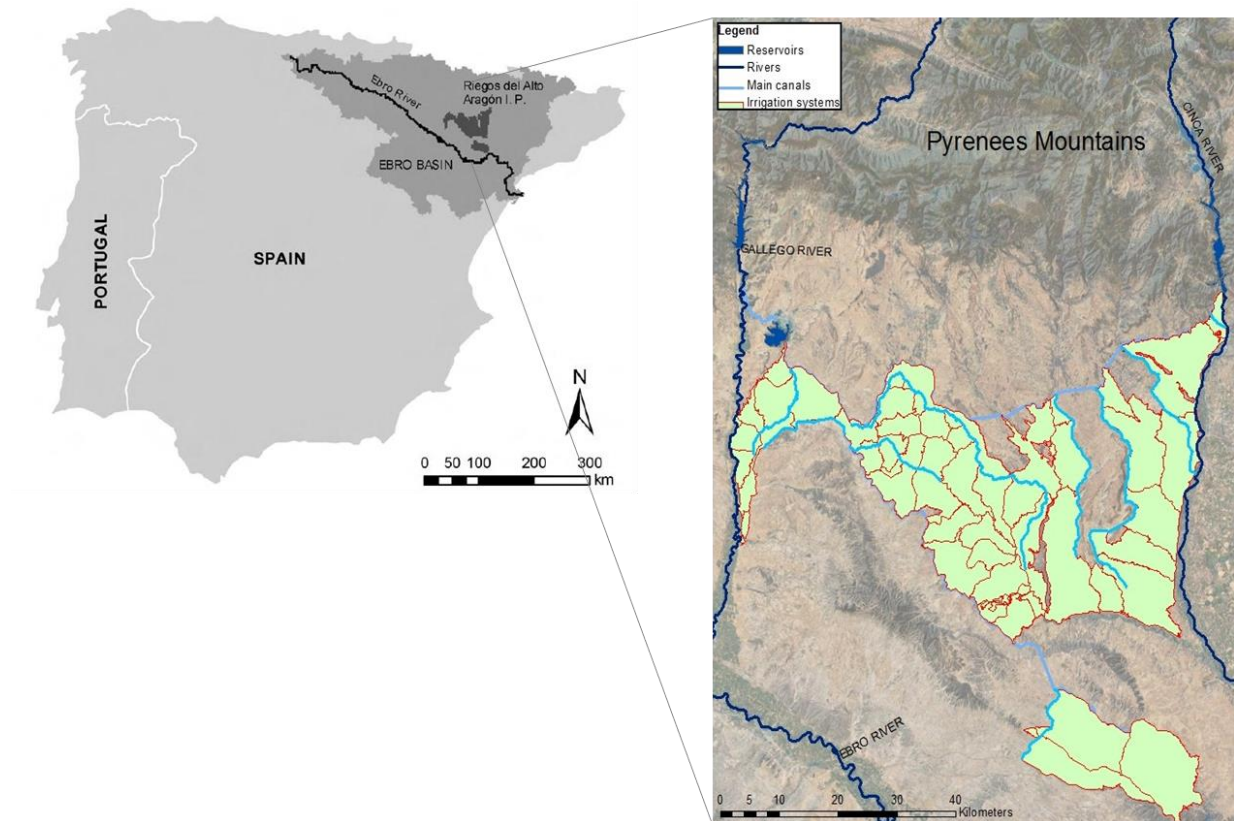 Ebro River
Riegos del Alto
Aragón I. P.
EBRO BASIN
PORTUGAL
SPAIN
N
0 50 100 200 300
km
Legend
Reservoirs
Rivers
Main canals
Irrigation systems
Pyrenees Mountains
CINCA RIVER
GALLEGO RIVER
EBRO RIVER
0 5 10 20 30 40
Kilometers